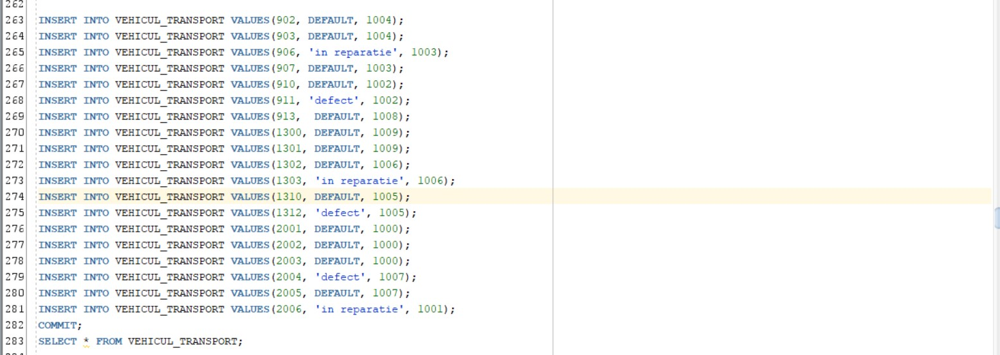 262
263 INSERT INTO VEHICUL_TRANSPORT VALUES(902, DEFAULT, 1004);
264 INSERT INTO VEHICUL_TRANSPORT VALUES(903, DEFAULT, 1004);
265 INSERT INTO VEHICUL_TRANSPORT VALUES(906, 'in reparatie', 1003);
266 INSERT INTO VEHICUL_TRANSPORT VALUES(907, DEFAULT, 1003);
267 INSERT INTO VEHICUL_TRANSPORT VALUES(910, DEFAULT, 1002);
268 INSERT INTO VEHICUL_TRANSPORT VALUES(911, 'defect', 1002);
269 INSERT INTO VEHICUL_TRANSPORT VALUES(913,  DEFAULT, 1008);
270 INSERT INTO VEHICUL_TRANSPORT VALUES(1300, DEFAULT, 1009);
271 INSERT INTO VEHICUL_TRANSPORT VALUES(1301, DEFAULT, 1009);
272 INSERT INTO VEHICUL_TRANSPORT VALUES(1302, DEFAULT, 1006);
273 INSERT INTO VEHICUL_TRANSPORT VALUES(1303, 'in reparatie', 1006);
274 INSERT INTO VEHICUL_TRANSPORT VALUES(1310, DEFAULT, 1005);
275 INSERT INTO VEHICUL_TRANSPORT VALUES(1312, 'defect', 1005);
276 INSERT INTO VEHICUL_TRANSPORT VALUES(2001, DEFAULT, 1000);
277 INSERT INTO VEHICUL_TRANSPORT VALUES(2002, DEFAULT, 1000);
278 INSERT INTO VEHICUL_TRANSPORT VALUES(2003, DEFAULT, 1000);
279 INSERT INTO VEHICUL_TRANSPORT VALUES(2004, 'defect', 1007);
280 INSERT INTO VEHICUL_TRANSPORT VALUES(2005, DEFAULT, 1007);
281 INSERT INTO VEHICUL_TRANSPORT VALUES(2006, 'in reparatie', 1001);
282 COMMIT;
283 SELECT * FROM VEHICUL_TRANSPORT;